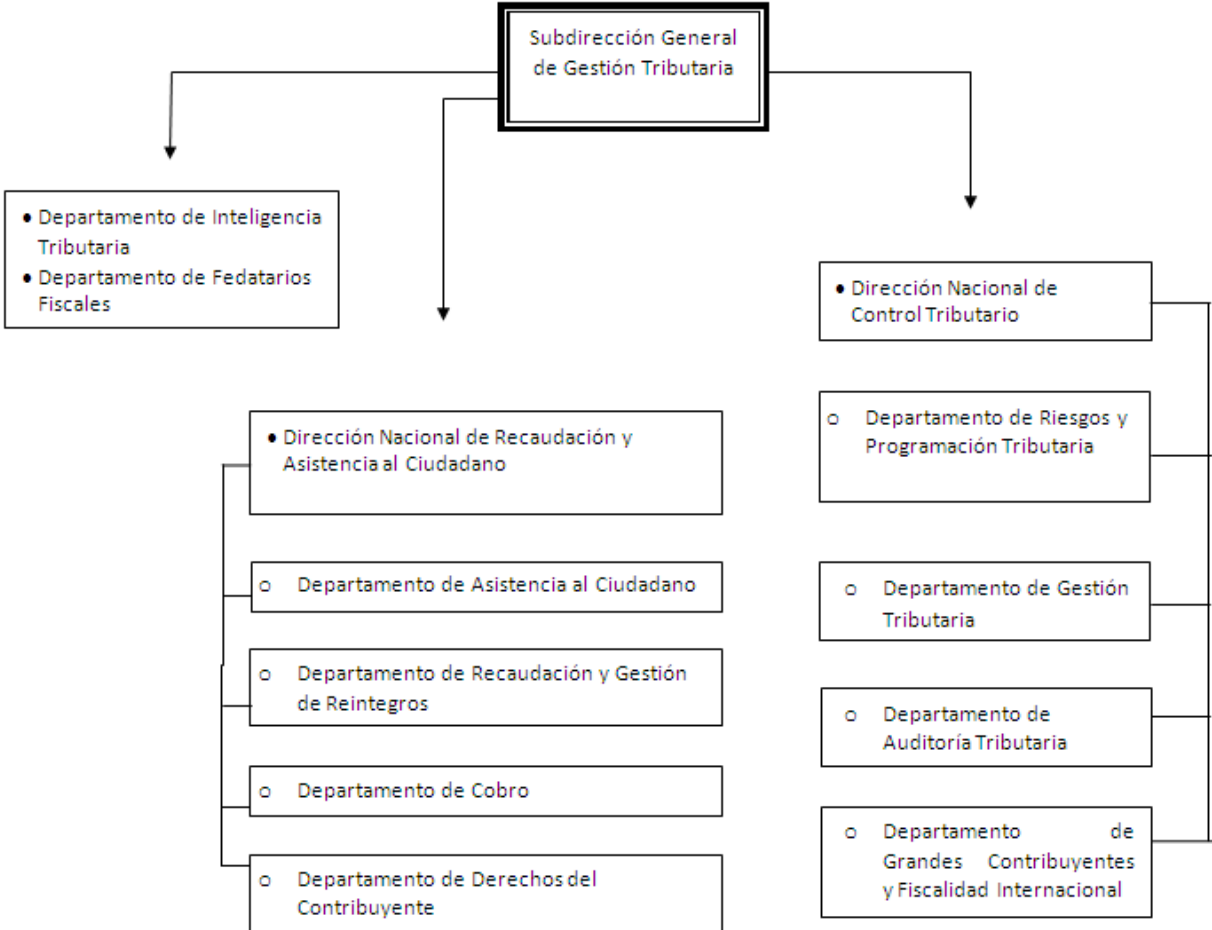 Subdirección General
de Gestión Tributaria
• Departamento de Inteligencia
Tributaria
• Departamento de Fedatarios
Fiscales
• Dirección Nacional de Recaudación y
Asistencia al Ciudadano
o Departamento de Asistencia al Ciudadano
o Departamento de Recaudación y Gestión
de Reintegros
o Departamento de Cobro
o Departamento de Derechos del
Contribuyente
• Dirección Nacional de
Control Tributario
o Departamento de Riesgos y
Programación Tributaria
o Departamento de Gestión
Tributaria
o Departamento de
Auditoría Tributaria
o Departamento de
Grandes Contribuyentes
y Fiscalidad Internacional